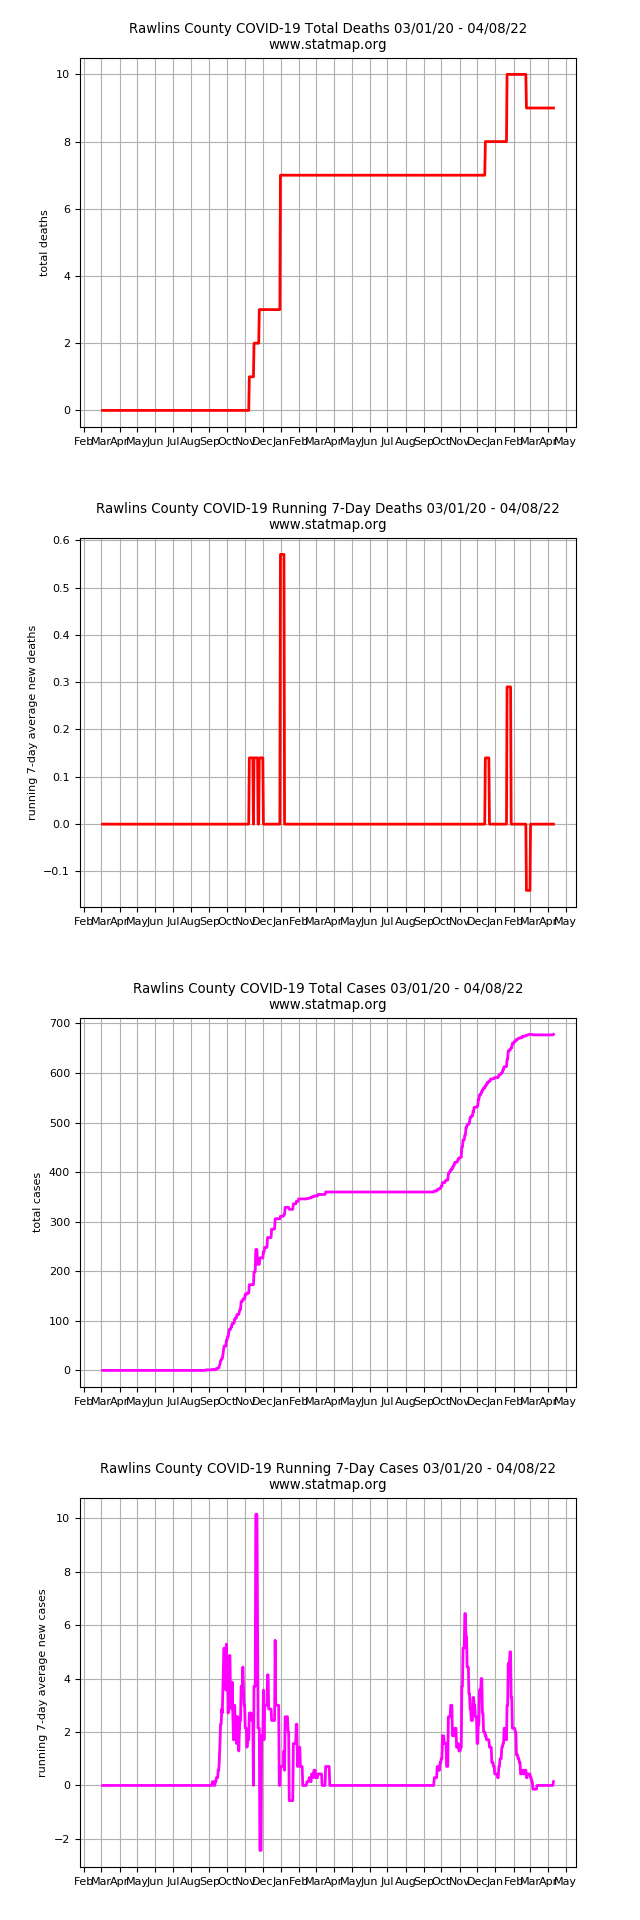 Rawlins County COVID-19 Total Deaths 03/01/20 - 04/08/22
www.statmap.org
10
8
6
4
2
0
total deaths
Feb Mar Apr May Jun Jul Aug Sep Oct Nov Dec Jan Feb Mar Apr May Jun Jul Aug Sep Oct Nov Dec Jan Feb Mar Apr May
Rawlins County COVID-19 Running 7-Day Deaths 03/01/20 - 04/08/22
www.statmap.org
0.6
0.5
0.4
0.3
0.2
0.1
0.0
−0.1
running 7-day average new deaths
Feb Mar Apr May Jun Jul Aug Sep Oct Nov Dec Jan Feb Mar Apr May Jun Jul Aug Sep Oct Nov Dec Jan Feb Mar Apr May
Rawlins County COVID-19 Total Cases 03/01/20 - 04/08/22
www.statmap.org
700
600
500
400
300
200
100
0
total cases
Feb Mar Apr May Jun Jul Aug Sep Oct Nov Dec Jan Feb Mar Apr May Jun Jul Aug Sep Oct Nov Dec Jan Feb Mar Apr May
Rawlins County COVID-19 Running 7-Day Cases 03/01/20 - 04/08/22
www.statmap.org
10
8
6
4
2
0
−2
running 7-day average new cases
Feb Mar Apr May Jun Jul Aug Sep Oct Nov Dec Jan Feb Mar Apr May Jun Jul Aug Sep Oct Nov Dec Jan Feb Mar Apr May